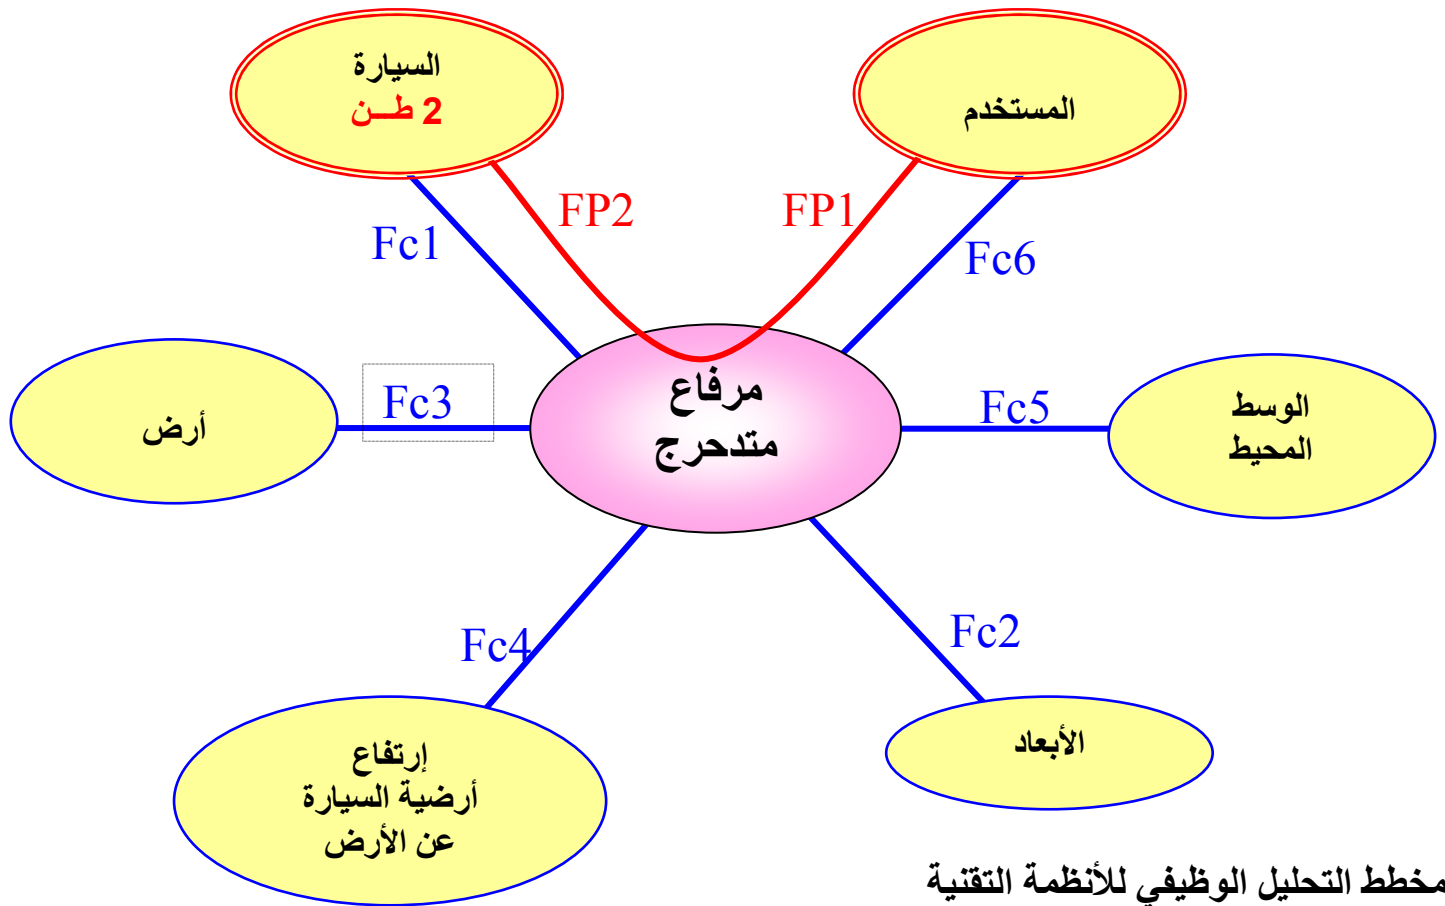 السيارة
2 طـــن
المستخدم
FP2
FP1
Fc1
Fc6
مرفاع
متدحرج
Fc3
أرض
Fc5
الوسط
المحيط
Fc4
Fc2
إرتفاع
أرضية السيارة
عن الأرض
الأبعاد
مخطط التحليل الوظيفي للأنظمة التقنية